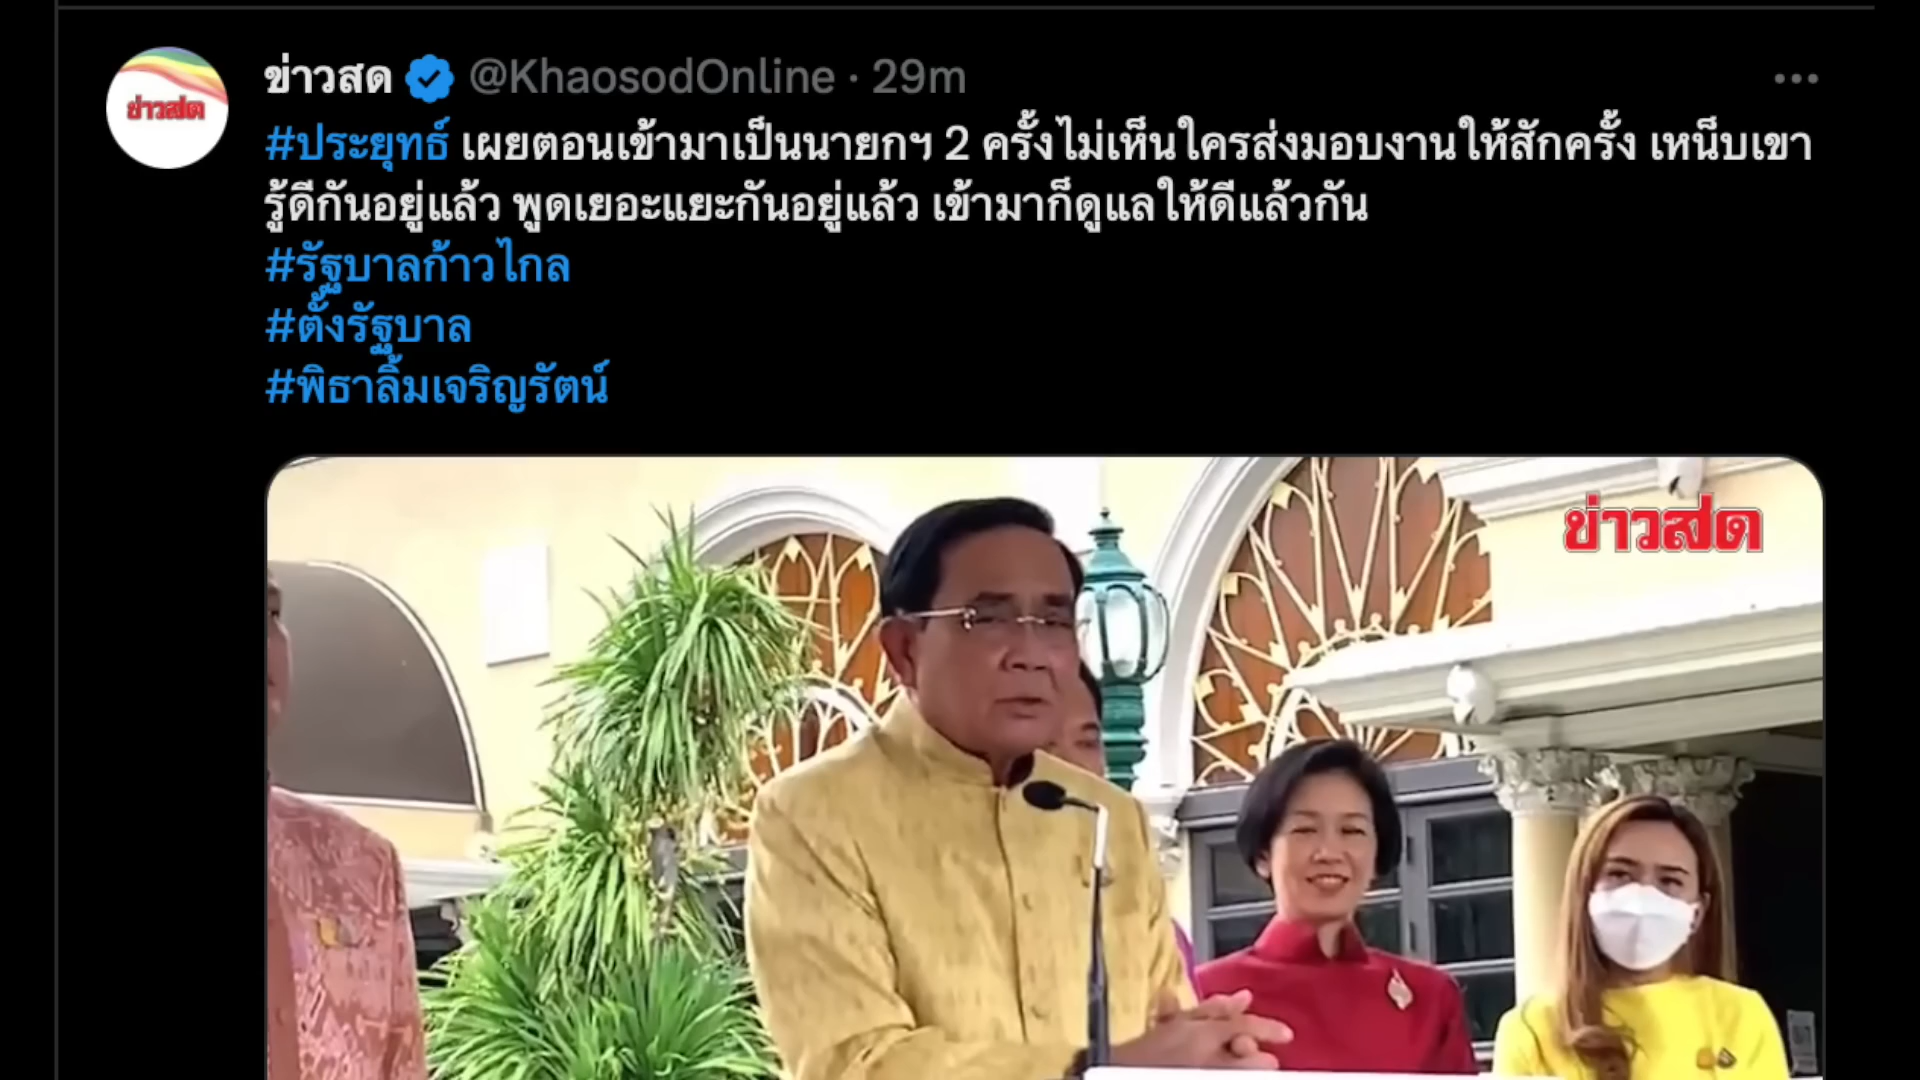 ข่าวสด
ข่าวสด @KhaosodOnline · 29m
#ประยุทธ์ เผยตอนเข้ามาเป็นนายกฯ 2 ครั้งไม่เห็นใครส่งมอบงานให้สักครั้ง เหน็บเขา
รู้ดีกันอยู่แล้ว พูดเยอะแยะกันอยู่แล้ว เข้ามาก็ดูแลให้ดีแล้วกัน
#รัฐบาลก้าวไกล
#ตั้งรัฐบาล
#พิธาลิ้มเจริญรัตน์
ข่าวสด